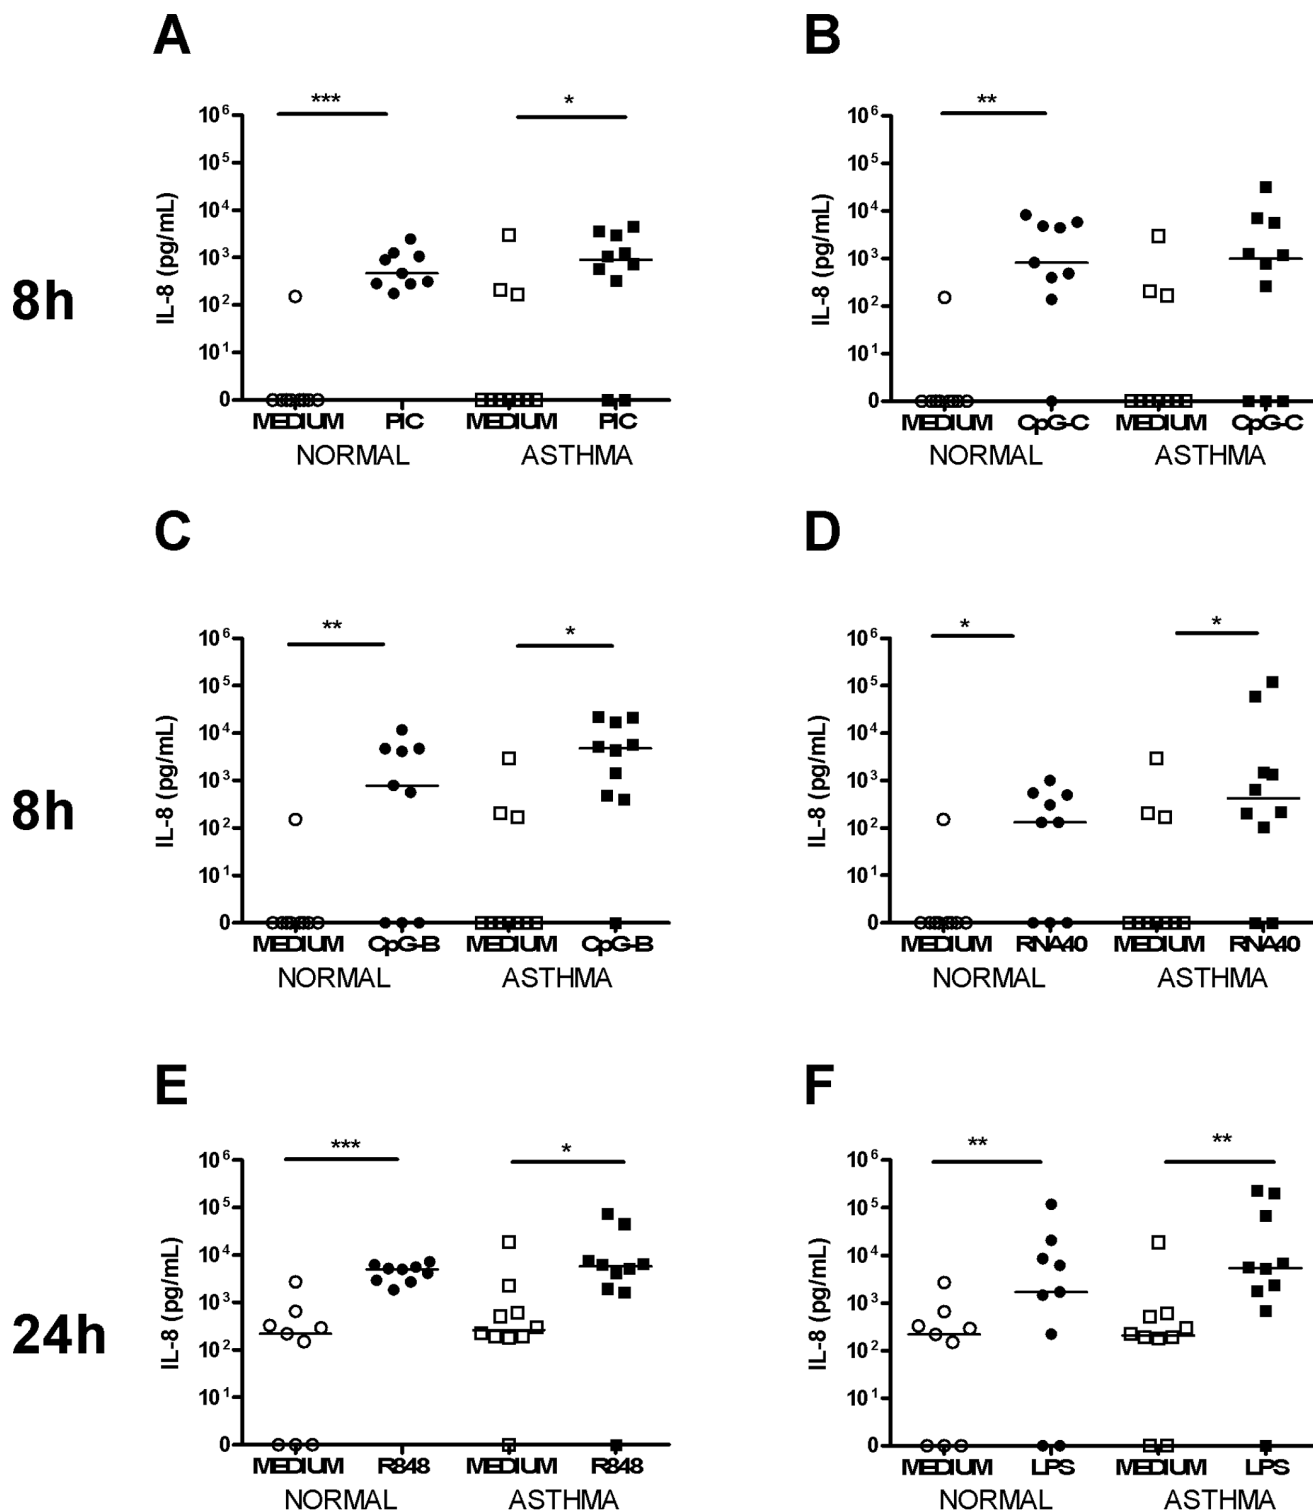 A B
*** * **
10⁶ 10⁶
10⁵ 10⁵
10⁴ 10⁴
10³ 10³
10² 10²
10¹ 10¹
0 0
IL-8 (pg/mL) IL-8 (pg/mL)
8h
MEDIUM PIC MEDIUM PIC MEDIUM CpG-C MEDIUM CpG-C
NORMAL ASTHMA NORMAL ASTHMA
C D
** * * *
10⁶ 10⁶
10⁵ 10⁵
10⁴ 10⁴
10³ 10³
10² 10²
10¹ 10¹
0 0
IL-8 (pg/mL) IL-8 (pg/mL)
8h
MEDIUM CpG-B MEDIUM CpG-B MEDIUM RNA40 MEDIUM RNA40
NORMAL ASTHMA NORMAL ASTHMA
E F
*** * ** **
10⁶ 10⁶
10⁵ 10⁵
10⁴ 10⁴
10³ 10³
10² 10²
10¹ 10¹
0 0
IL-8 (pg/mL) IL-8 (pg/mL)
24h
MEDIUM R848 MEDIUM R848 MEDIUM LPS MEDIUM LPS
NORMAL ASTHMA NORMAL ASTHMA